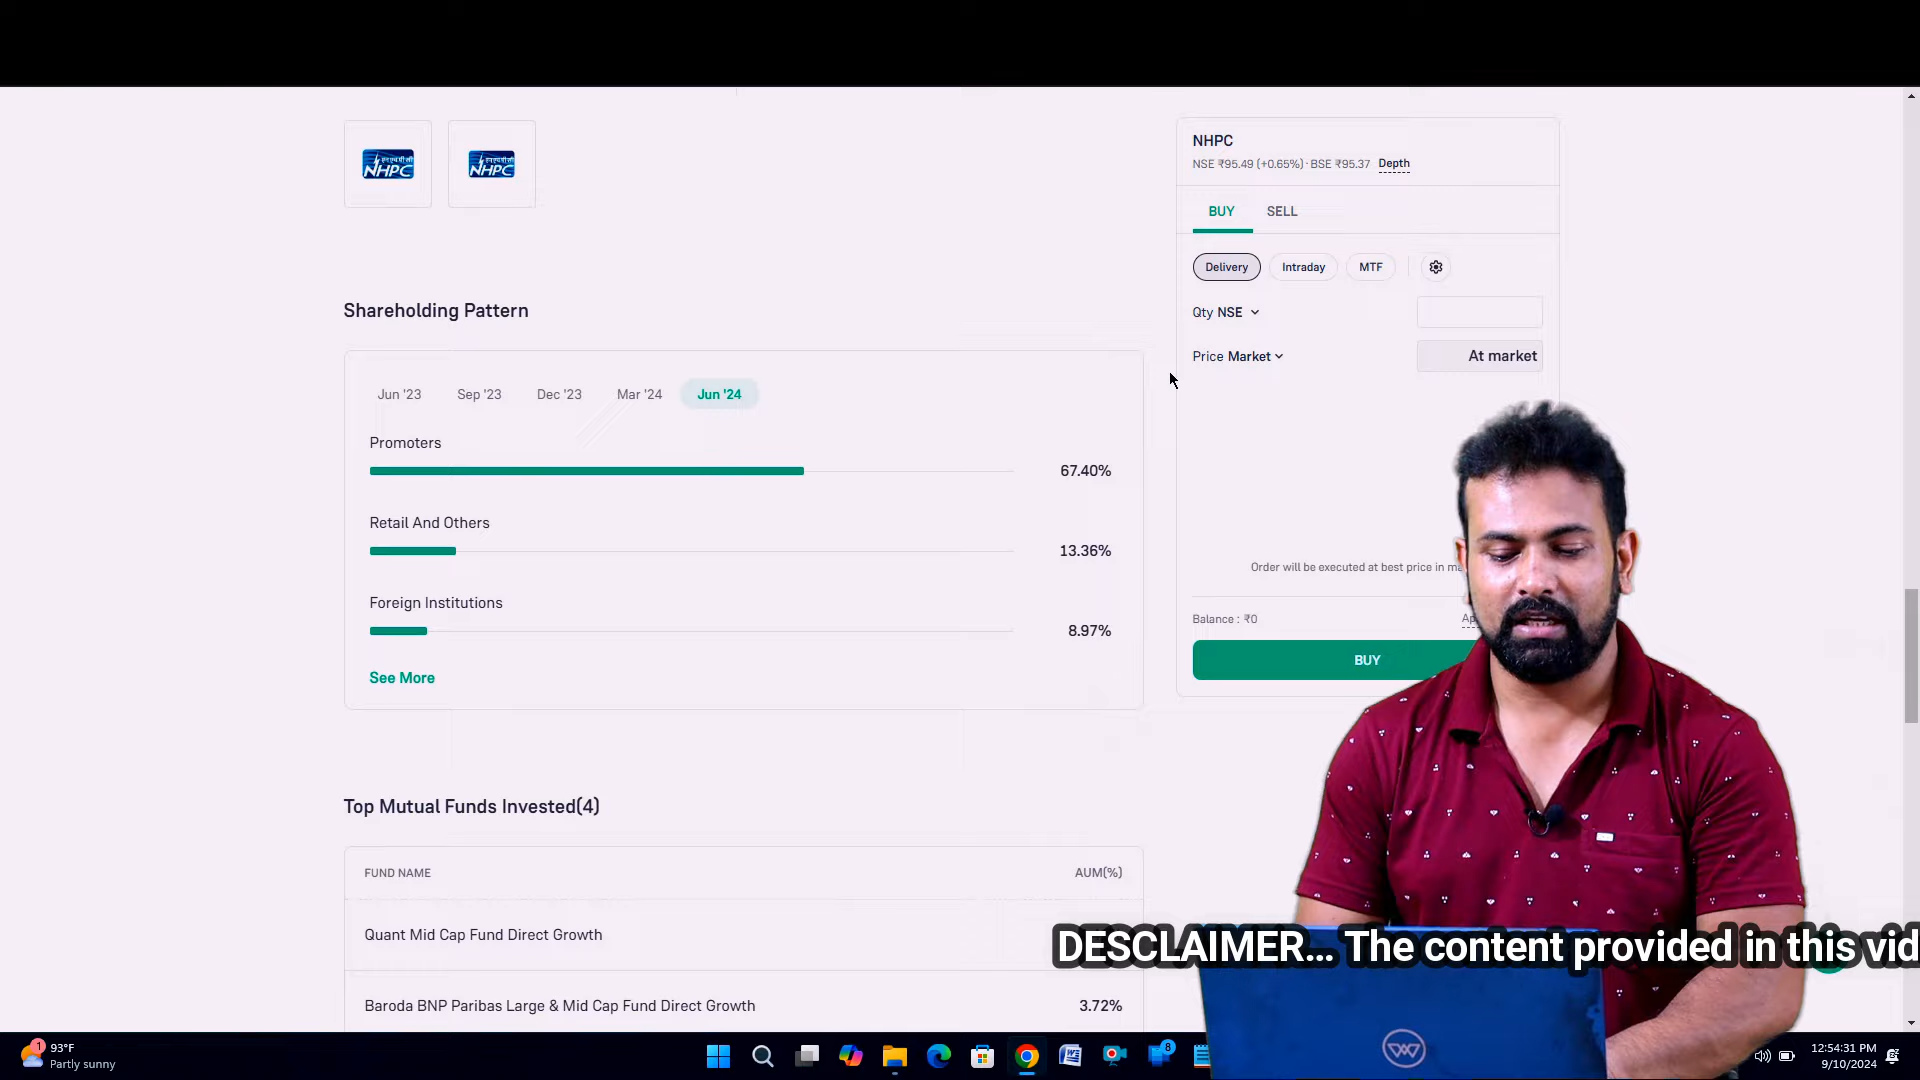 एनएचपीसी
NHPC
एनएचपीसी
NHPC
NHPC
NSE ₹95.49 (+0.65%) · BSE ₹95.37 Depth
BUY SELL
Delivery Intraday MTF
Qty NSE
Price Market At market
Order will be executed at best price in
Balance : ₹0
BUY
Shareholding Pattern
Jun '23 Sep '23 Dec '23 Mar '24 Jun '24
Promoters
67.40%
Retail And Others
13.36%
Foreign Institutions
8.97%
See More
Top Mutual Funds Invested(4)
FUND NAME AUM(%)
Quant Mid Cap Fund Direct Growth
Baroda BNP Paribas Large & Mid Cap Fund Direct Growth 3.72%
DESCLAIMER... The content provided in this vid
1
93°F
Partly sunny
8
12:54:31 PM
9/10/2024